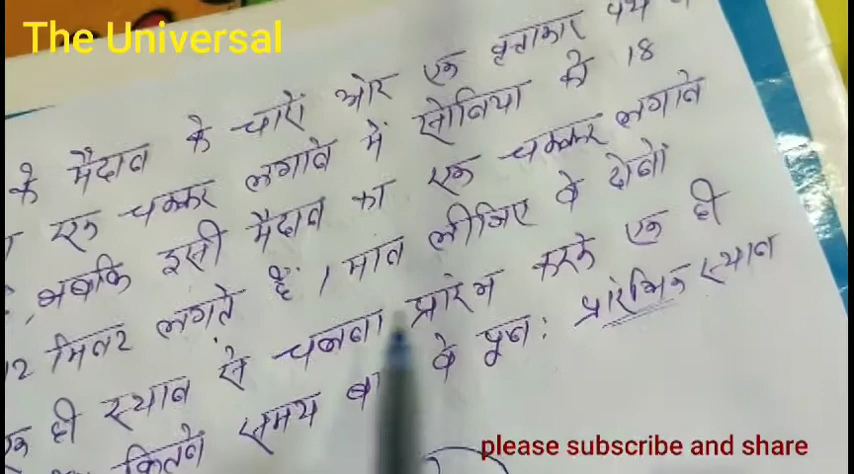 The Universal
के मैदान के चारों ओर एक वृत्ताकार पथ
एक चक्कर लगाने में सोनिया को 18
, जबकि इसी मैदान का एक चक्कर लगाने
12 मिनट लगते हैं। मान लीजिए वे दोनों
एक ही स्थान से चलना प्रारंभ करके एक ही
कितने समय बाद वे पुन: प्रारंभिक स्थान
please subscribe and share